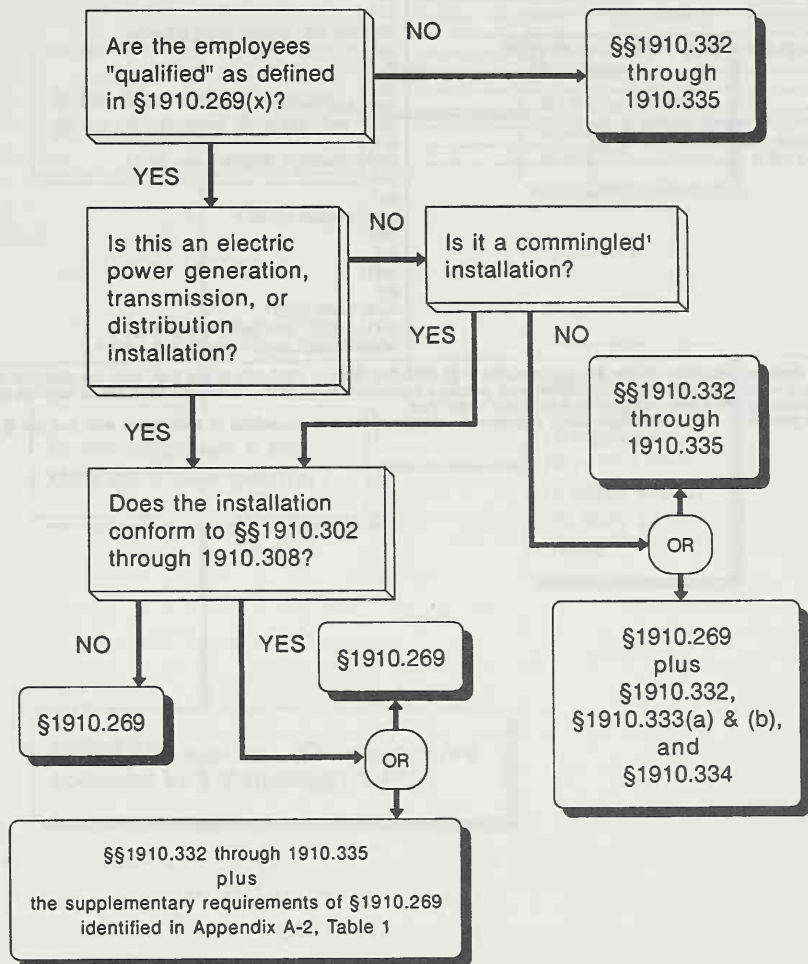 Are the employees
"qualified" as defined
in §1910.269(x)?
NO
§§1910.332
through
1910.335
YES
Is this an electric
power generation,
transmission, or
distribution
installation?
NO
Is it a commingled¹
installation?
YES
NO
§§1910.332
through
1910.335
OR
§1910.269
plus
§1910.332,
§1910.333(a) & (b),
and
§1910.334
YES
Does the installation
conform to §§1910.302
through 1910.308?
NO
§1910.269
YES
§1910.269
OR
§§1910.332 through 1910.335
plus
the supplementary requirements of §1910.269
identified in Appendix A-2, Table 1